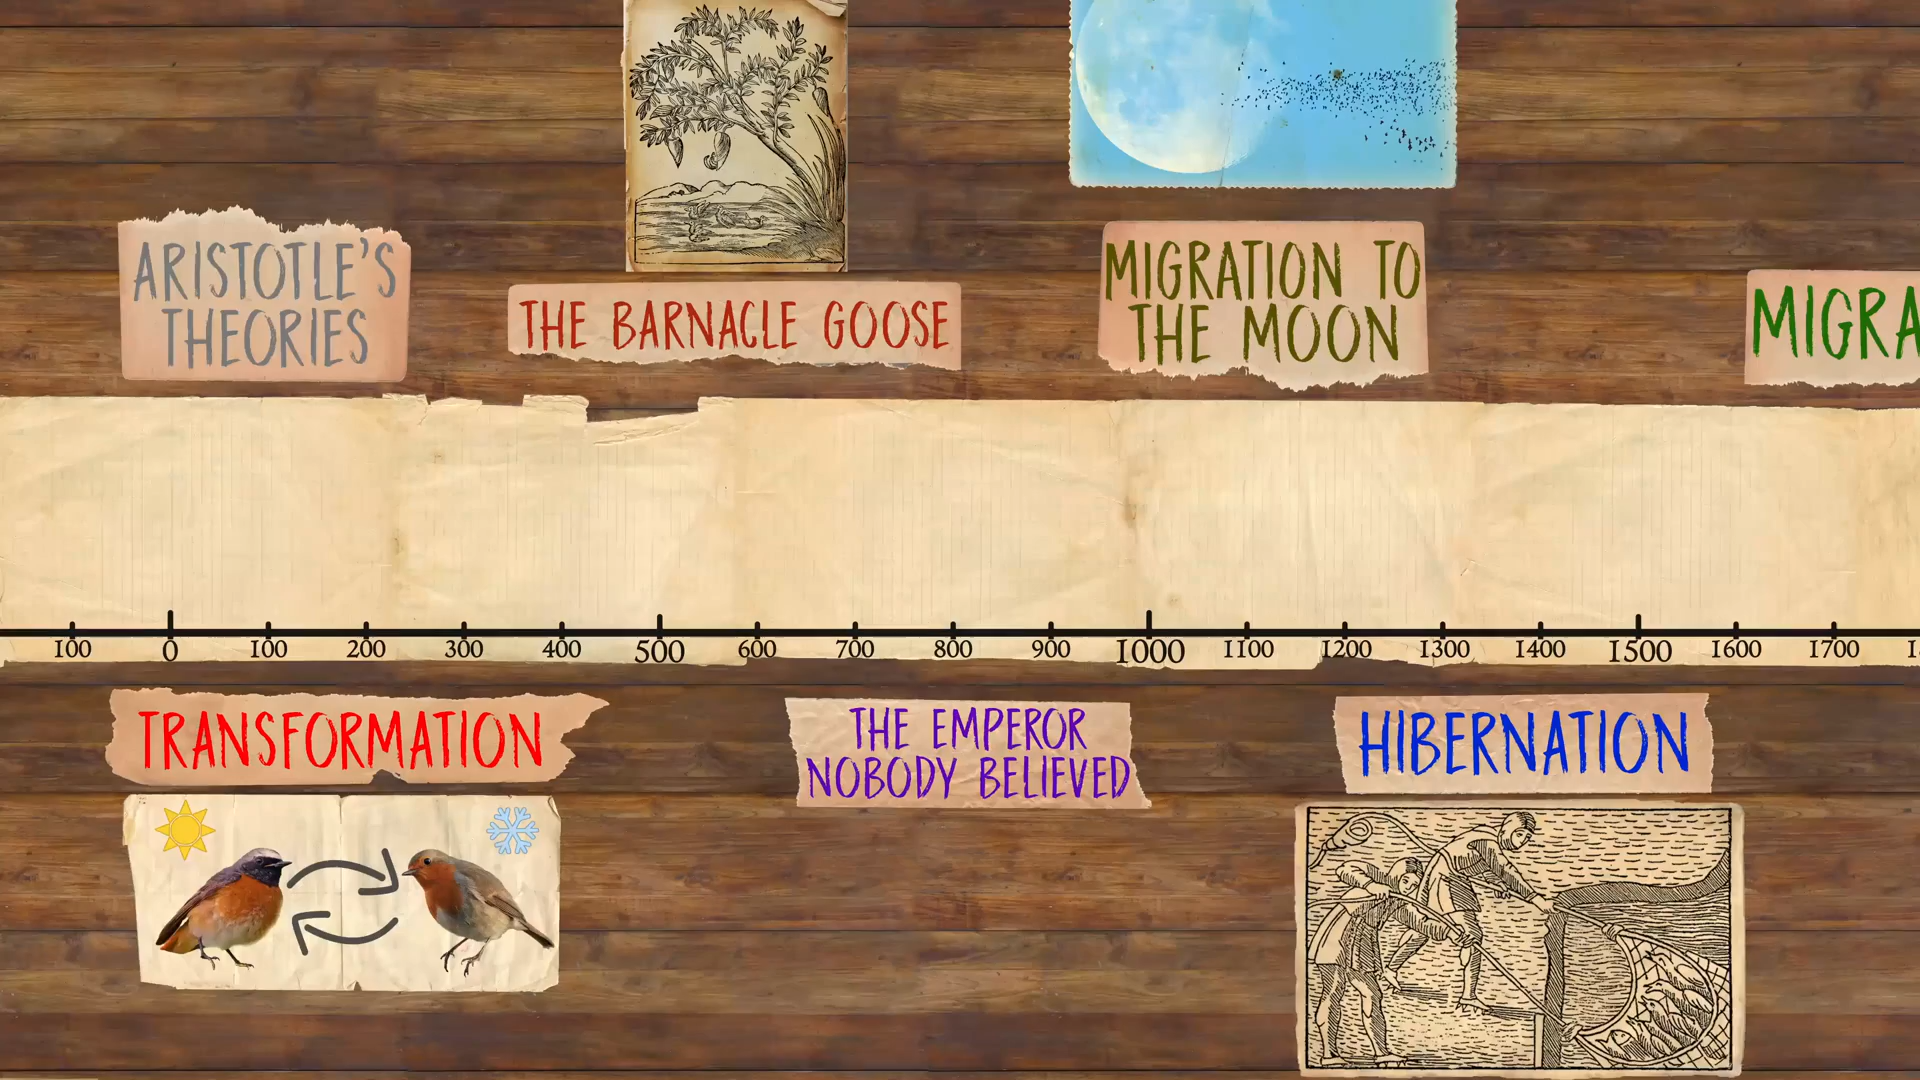 ARISTOTLE'S
THEORIES
THE BARNACLE GOOSE
MIGRATION TO
THE MOON
MIGRA
100 0 100 200 300 400 500 600 700 800 900 1000 1100 1200 1300 1400 1500 1600 1700
TRANSFORMATION
THE EMPEROR
NOBODY BELIEVED
HIBERNATION